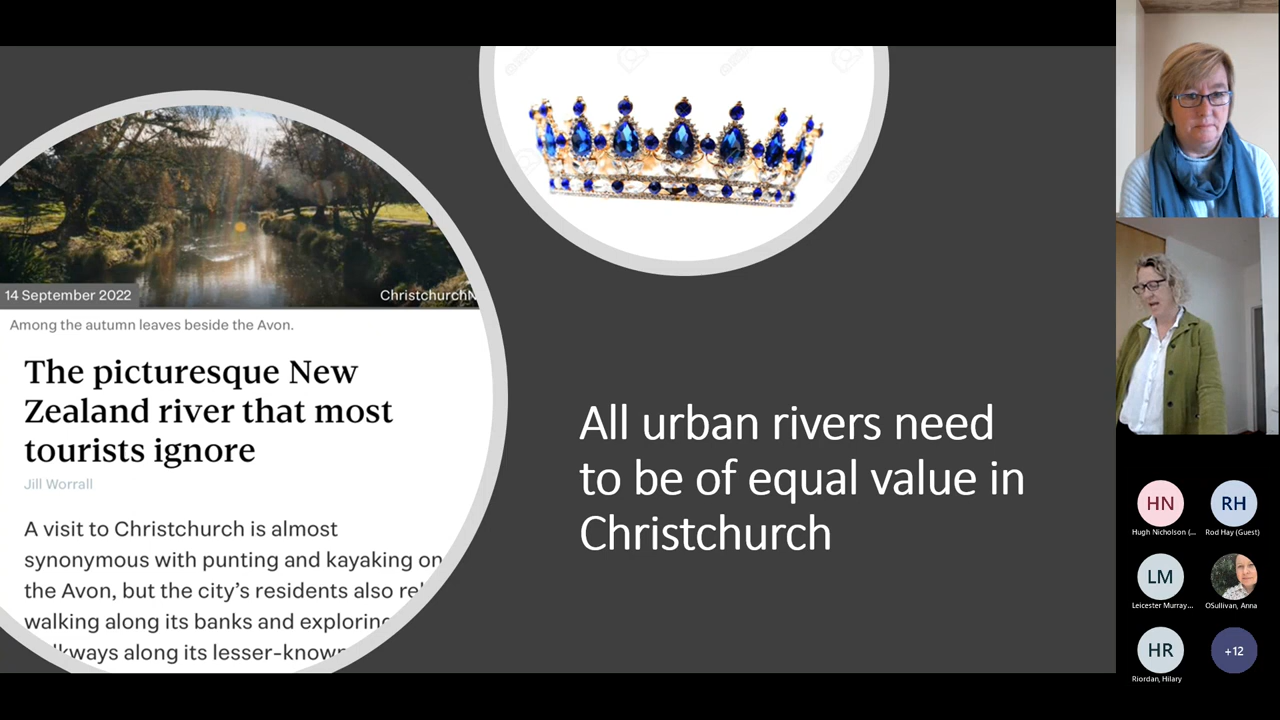 14 September 2022
ChristchurchN
Among the autumn leaves beside the Avon.
The picturesque New
Zealand river that most
tourists ignore
Jill Worrall
A visit to Christchurch is almost
synonymous with punting and kayaking on
the Avon, but the city's residents also rel
walking along its banks and exploring
lkways along its lesser-known
All urban rivers need
to be of equal value in
Christchurch
HN
Hugh Nicholson (...
RH
Rod Hay (Guest)
LM
Leicester Murray...
OSullivan, Anna
HR
Riordan, Hilary
+12